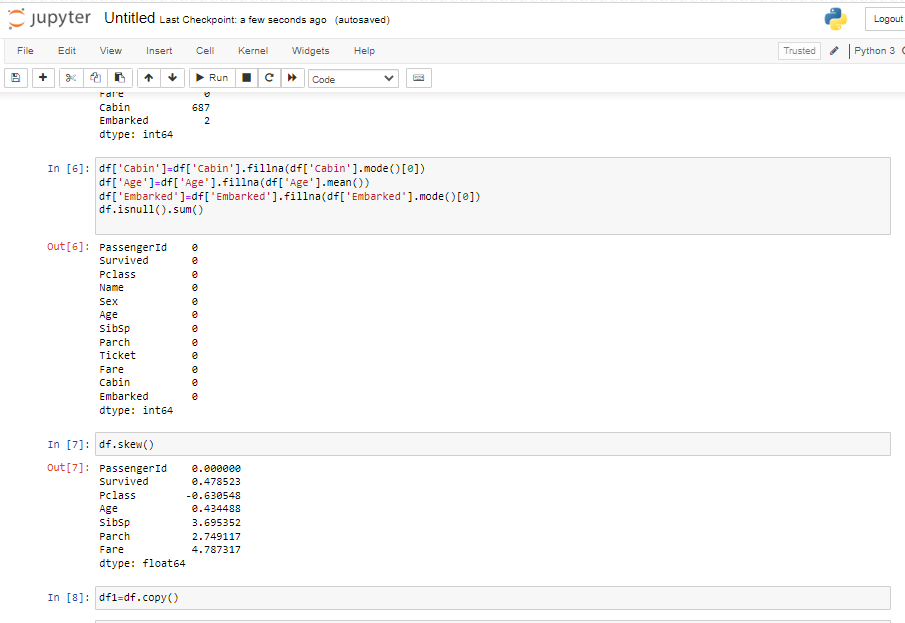 jupyter Untitled Last Checkpoint: a few seconds ago (autosaved)
Logout
File Edit View Insert Cell Kernel Widgets Help
Trusted Python 3
Run Code
Fare 0
Cabin 687
Embarked 2
dtype: int64
In [6]: df['Cabin']=df['Cabin'].fillna(df['Cabin'].mode()[0])
df['Age']=df['Age'].fillna(df['Age'].mean())
df['Embarked']=df['Embarked'].fillna(df['Embarked'].mode()[0])
df.isnull().sum()
Out[6]: PassengerId 0
Survived 0
Pclass 0
Name 0
Sex 0
Age 0
SibSp 0
Parch 0
Ticket 0
Fare 0
Cabin 0
Embarked 0
dtype: int64
In [7]: df.skew()
Out[7]: PassengerId 0.000000
Survived 0.478523
Pclass -0.630548
Age 0.434488
SibSp 3.695352
Parch 2.749117
Fare 4.787317
dtype: float64
In [8]: df1=df.copy()